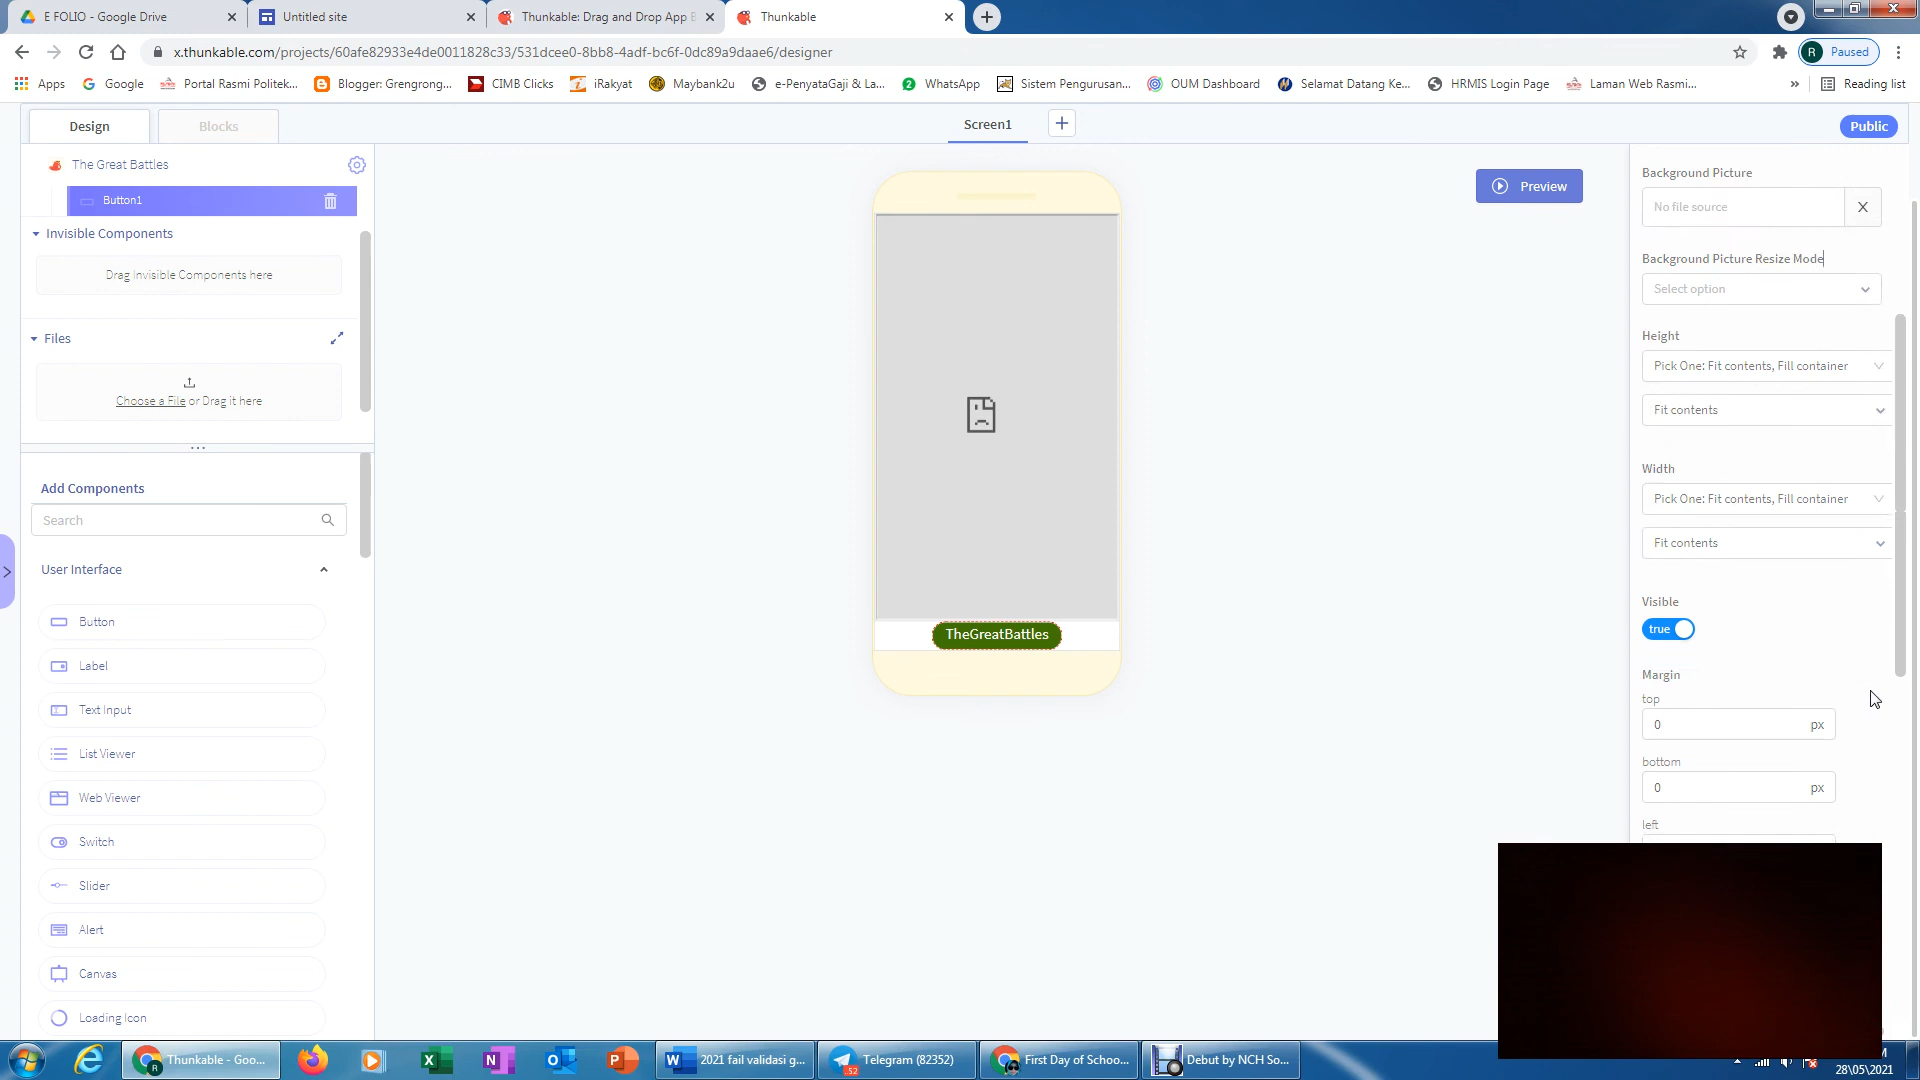 E FOLIO - Google Drive
Untitled site
Thunkable: Drag and Drop App B
Thunkable
x.thunkable.com/projects/60afe82933e4de0011828c33/531dcee0-8bb8-4adf-bc6f-0dc89a9daae6/designer
R Paused
Apps
Google
Portal Rasmi Politek...
Blogger: Grengrong...
CIMB Clicks
iRakyat
Maybank2u
e-PenyataGaji & La...
2 WhatsApp
Sistem Pengurusan...
OUM Dashboard
Selamat Datang Ke...
HRMIS Login Page
Laman Web Rasmi...
»
Reading list
Design
Blocks
Screen1
Public
The Great Battles
Button1
Invisible Components
Drag Invisible Components here
Files
Choose a File or Drag it here
Add Components
Search
User Interface
Button
Label
Text Input
List Viewer
Web Viewer
Switch
Slider
Alert
Canvas
Loading Icon
TheGreatBattles
Preview
Background Picture
No file source
X
Background Picture Resize Mode
Select option
Height
Pick One: Fit contents, Fill container
Fit contents
Width
Pick One: Fit contents, Fill container
Fit contents
Visible
true
Margin
top
0 px
bottom
0 px
left
Thunkable - Goo...
2021 fail validasi g...
Telegram (82352)
52
First Day of Schoo...
Debut by NCH So...
M
28\05\2021